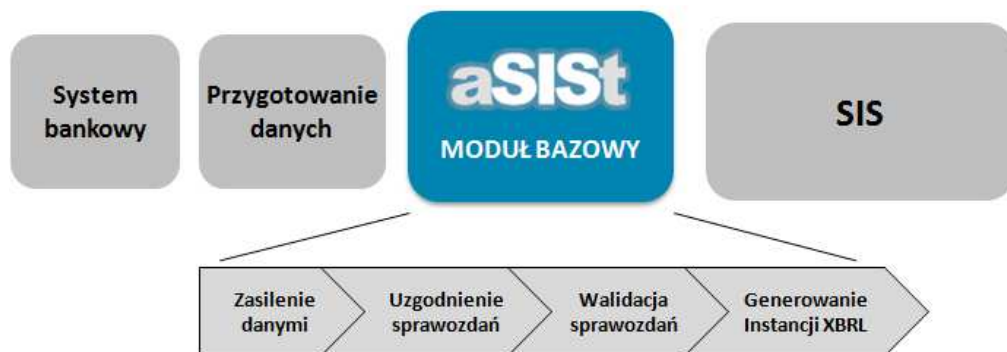 System
bankowy
Przygotowanie
danych
aSISt
MODUŁ BAZOWY
SIS
Zasilenie
danymi
Uzgodnienie
sprawozdań
Walidacja
sprawozdań
Generowanie
Instancji XBRL